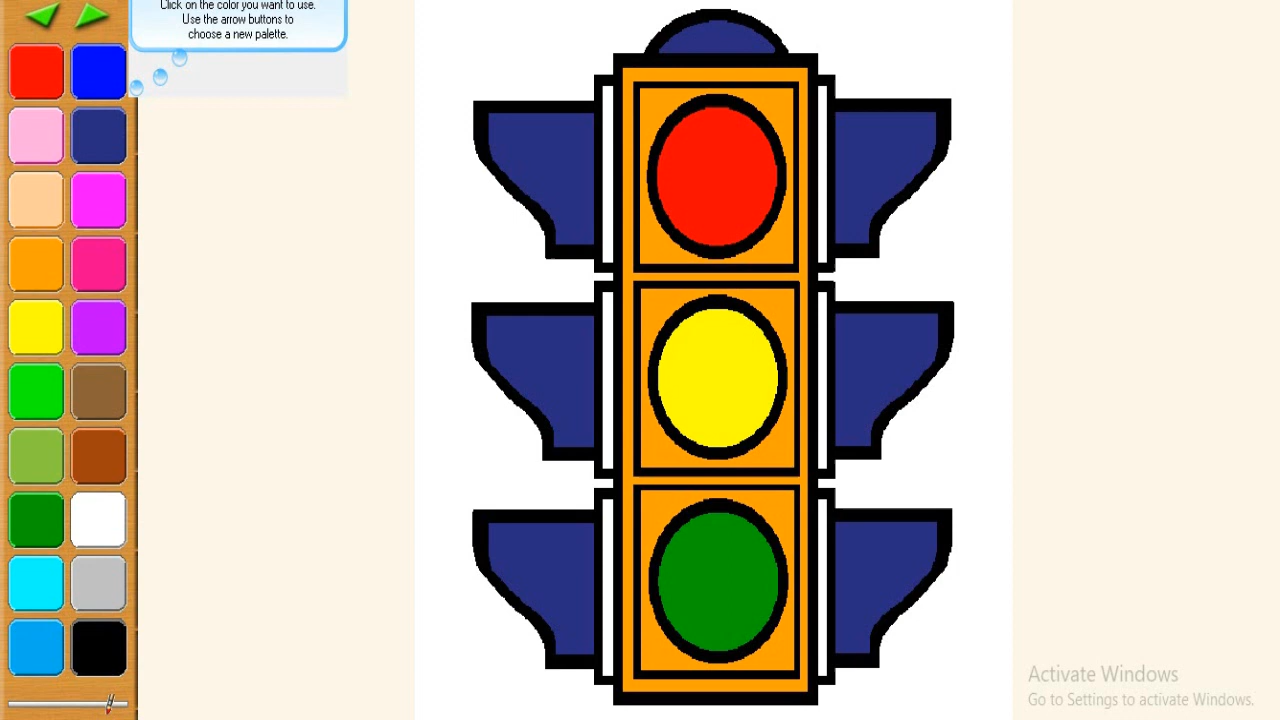 Click on the color you want to use.
Use the arrow buttons to
choose a new palette.
Activate Windows
Go to Settings to activate Windows.